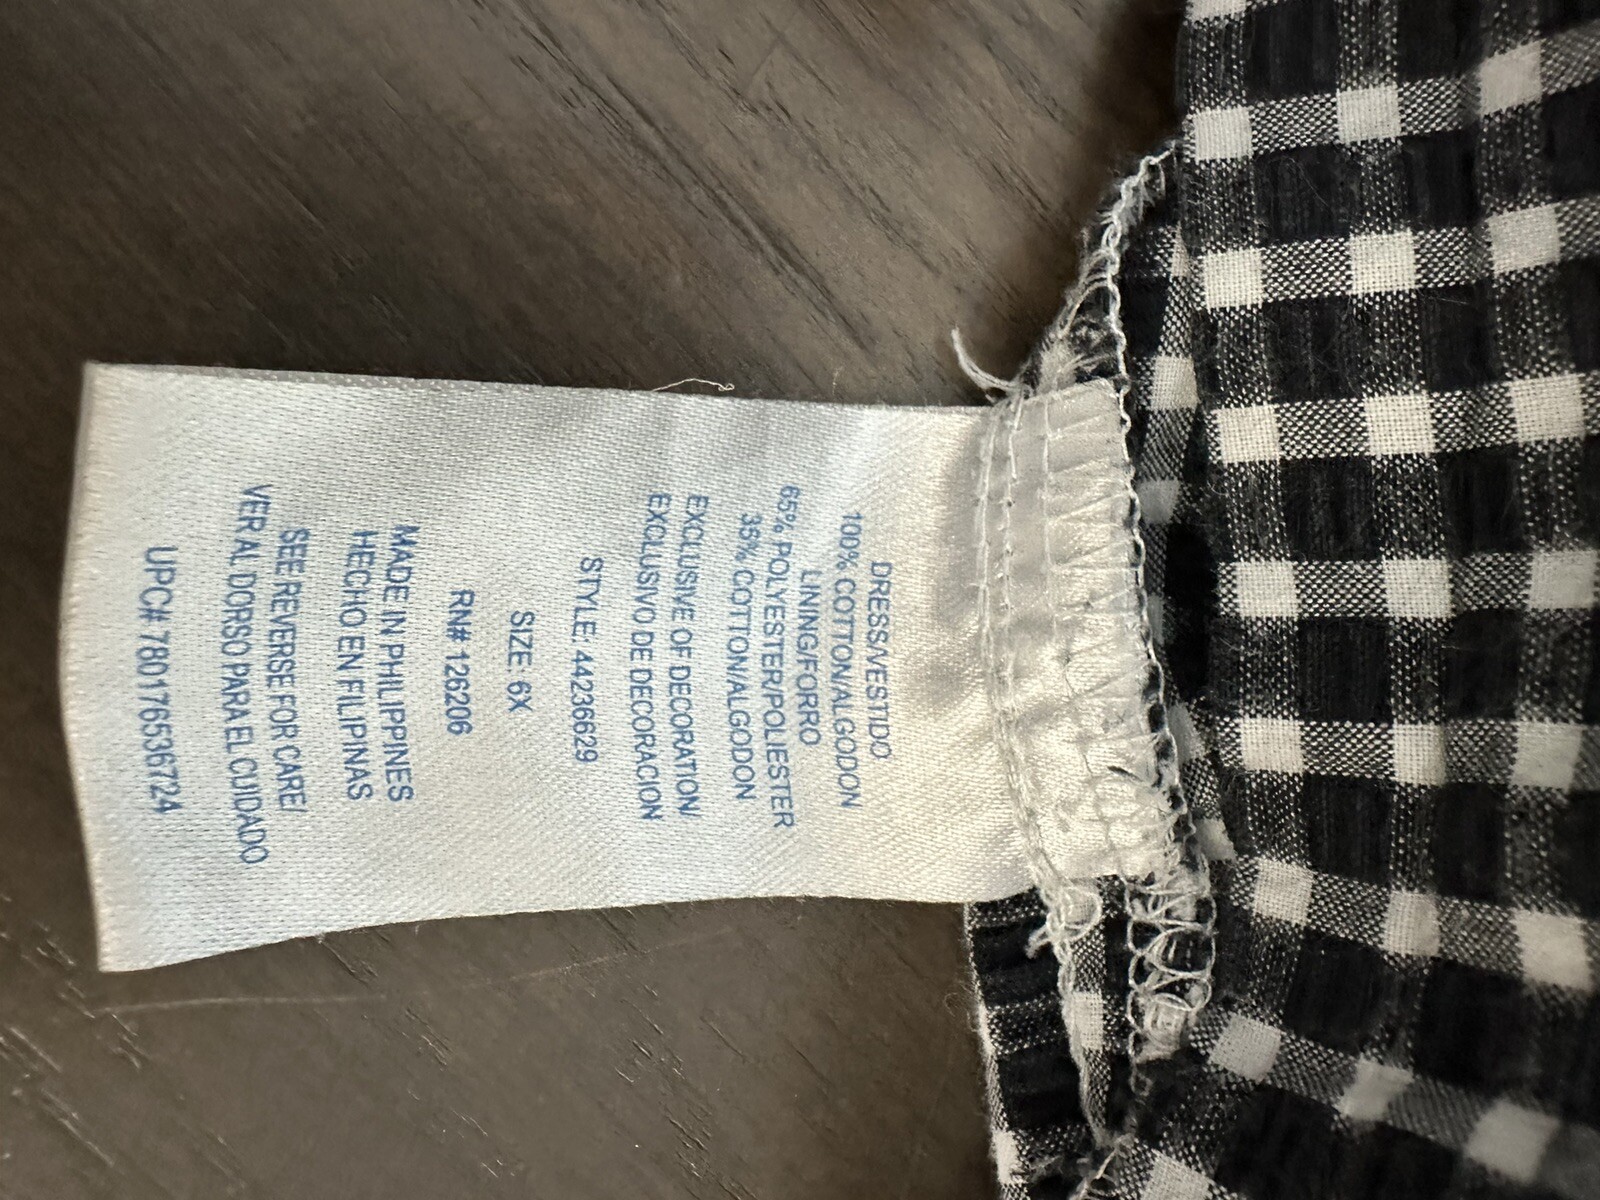 DRESS/VESTIDO
100% COTTON/ALGODON
LINING/FORRO
65% POLYESTER/POLIESTER
35% COTTON/ALGODON
EXCLUSIVE OF DECORATION/
EXCLUSIVO DE DECORACION
STYLE: 44236629
SIZE 6X
RN# 126206
MADE IN PHILIPPINES
HECHO EN FILIPINAS
SEE REVERSE FOR CARE/
VER AL DORSO PARA EL CUIDADO
UPC# 780176536724